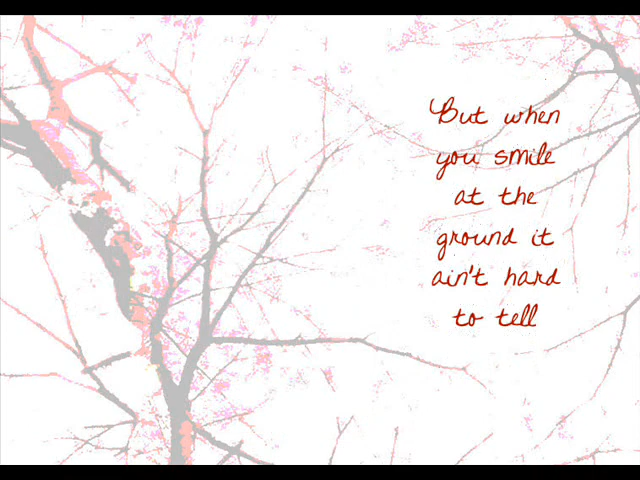 But when
you smile
at the
ground it
ain't hard
to tell